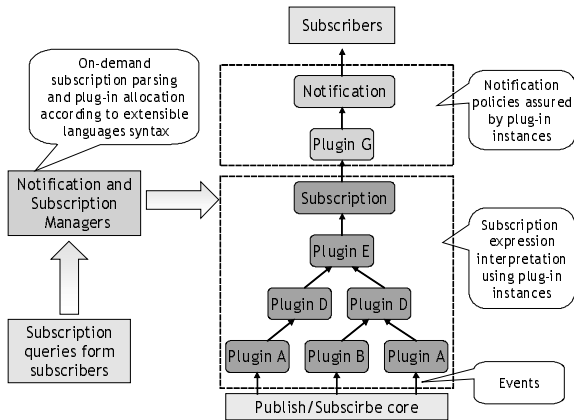 Subscribers
On-demand
subscription parsing
and plug-in allocation
according to extensible
languages syntax
Notification
Plugin G
Notification
policies assured
by plug-in
instances
Notification and
Subscription
Managers
Subscription
Plugin E
Plugin D
Plugin D
Plugin A
Plugin B
Plugin A
Subscription
expression
interpretation
using plug-in
instances
Subscription
queries form
subscribers
Events
Publish/Subscirbe core